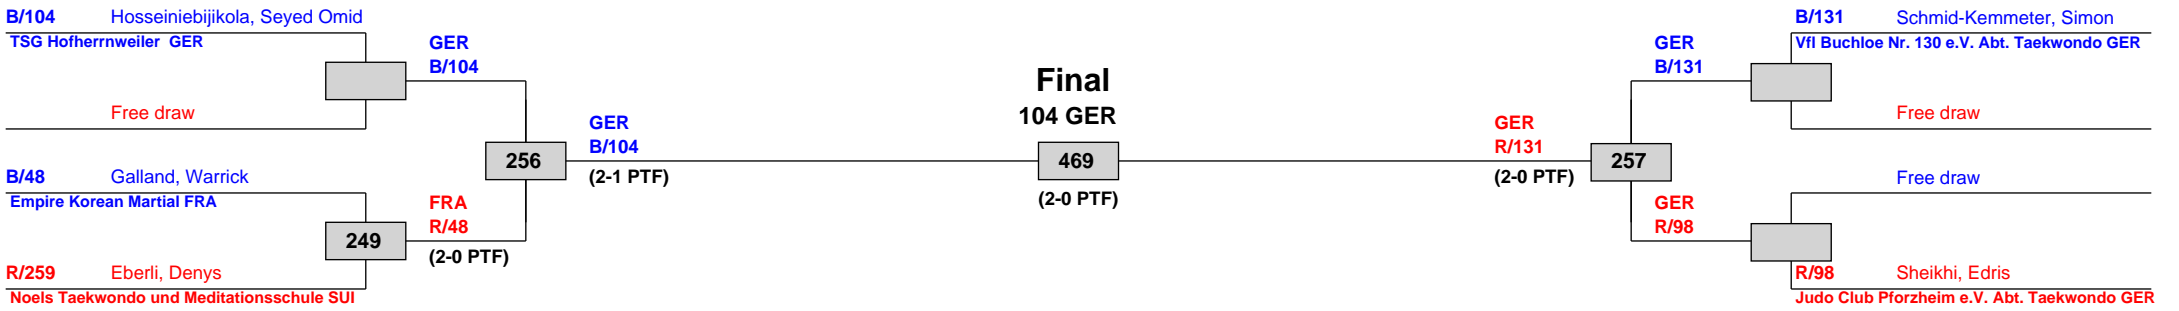 B/104 Hosseiniebijikola, Seyed Omid
TSG Hofherrnweiler GER
Free draw
B/48 Galland, Warrick
Empire Korean Martial FRA
R/259 Eberli, Denys
Noels Taekwondo und Meditationsschule SUI
249
GER
B/104
FRA
R/48
(2-0 PTF)
256
GER
B/104
(2-1 PTF)
Final
104 GER
469
(2-0 PTF)
GER
R/131
(2-0 PTF)
257
GER
B/131
GER
R/98
B/131 Schmid-Kemmeter, Simon
Vfl Buchloe Nr. 130 e.V. Abt. Taekwondo GER
Free draw
Free draw
R/98 Sheikhi, Edris
Judo Club Pforzheim e.V. Abt. Taekwondo GER